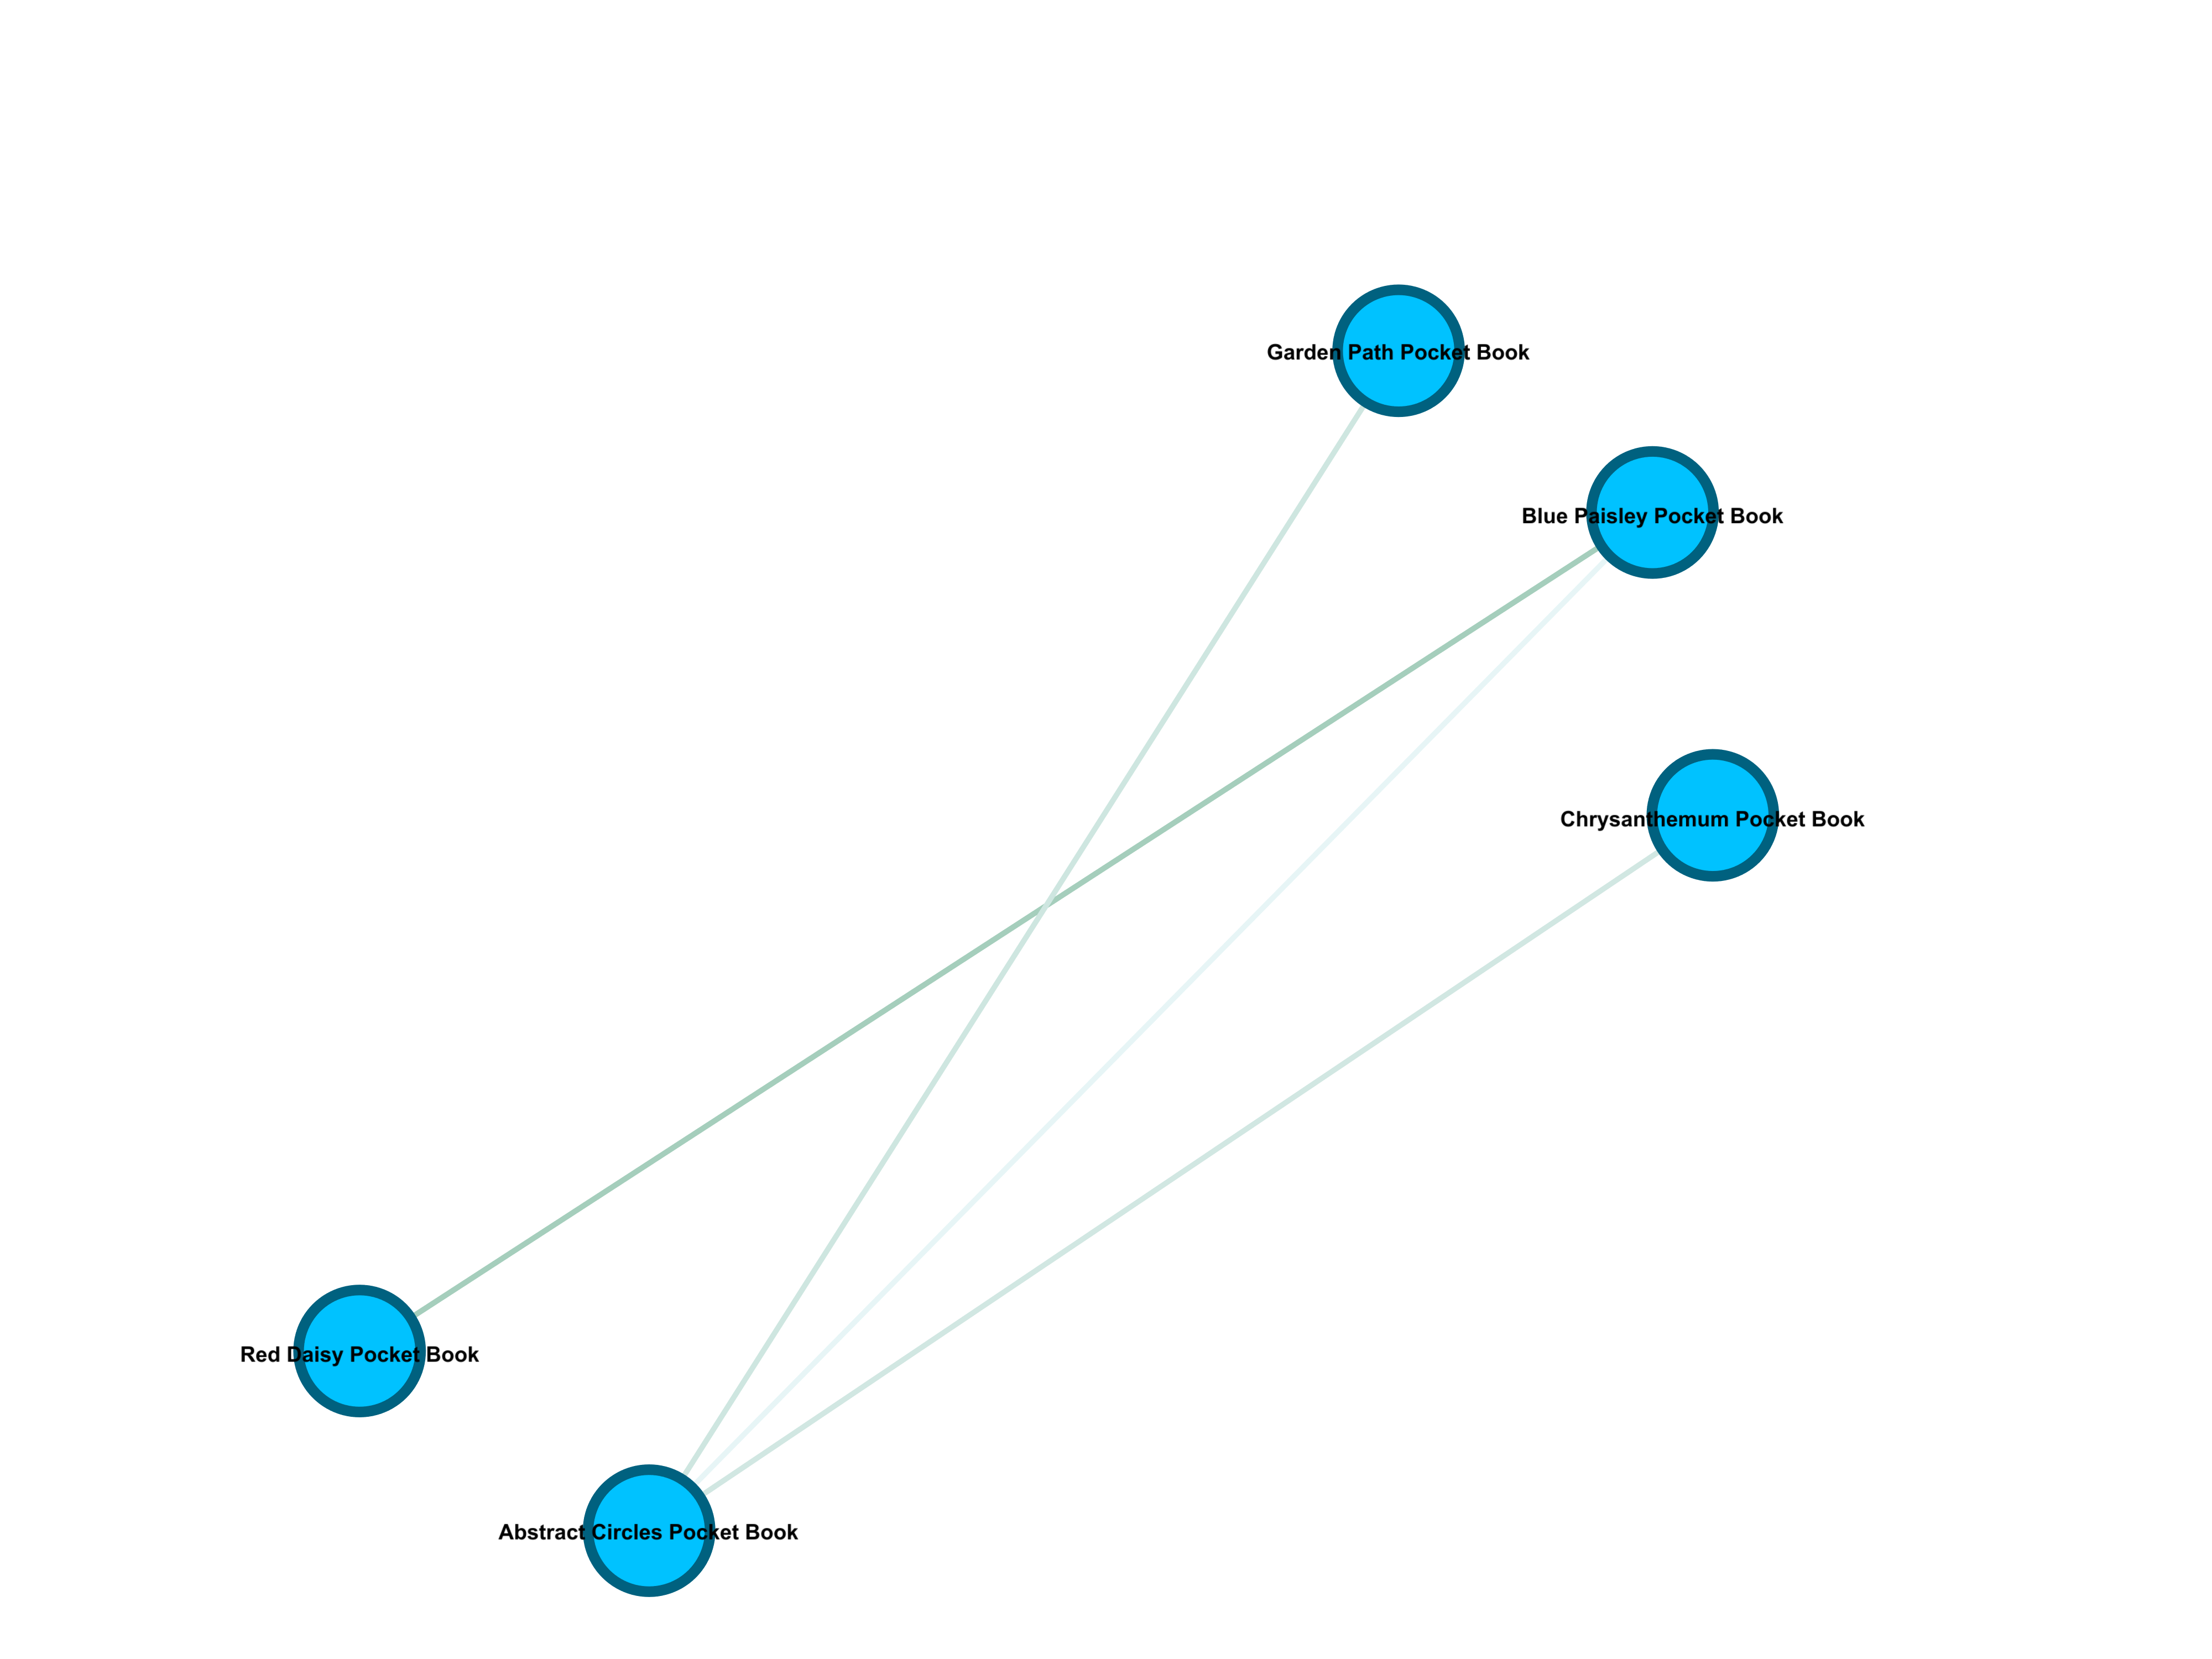 Garden Path Pocket Book
Blue Paisley Pocket Book
Chrysanthemum Pocket Book
Red Daisy Pocket Book
Abstract Circles Pocket Book